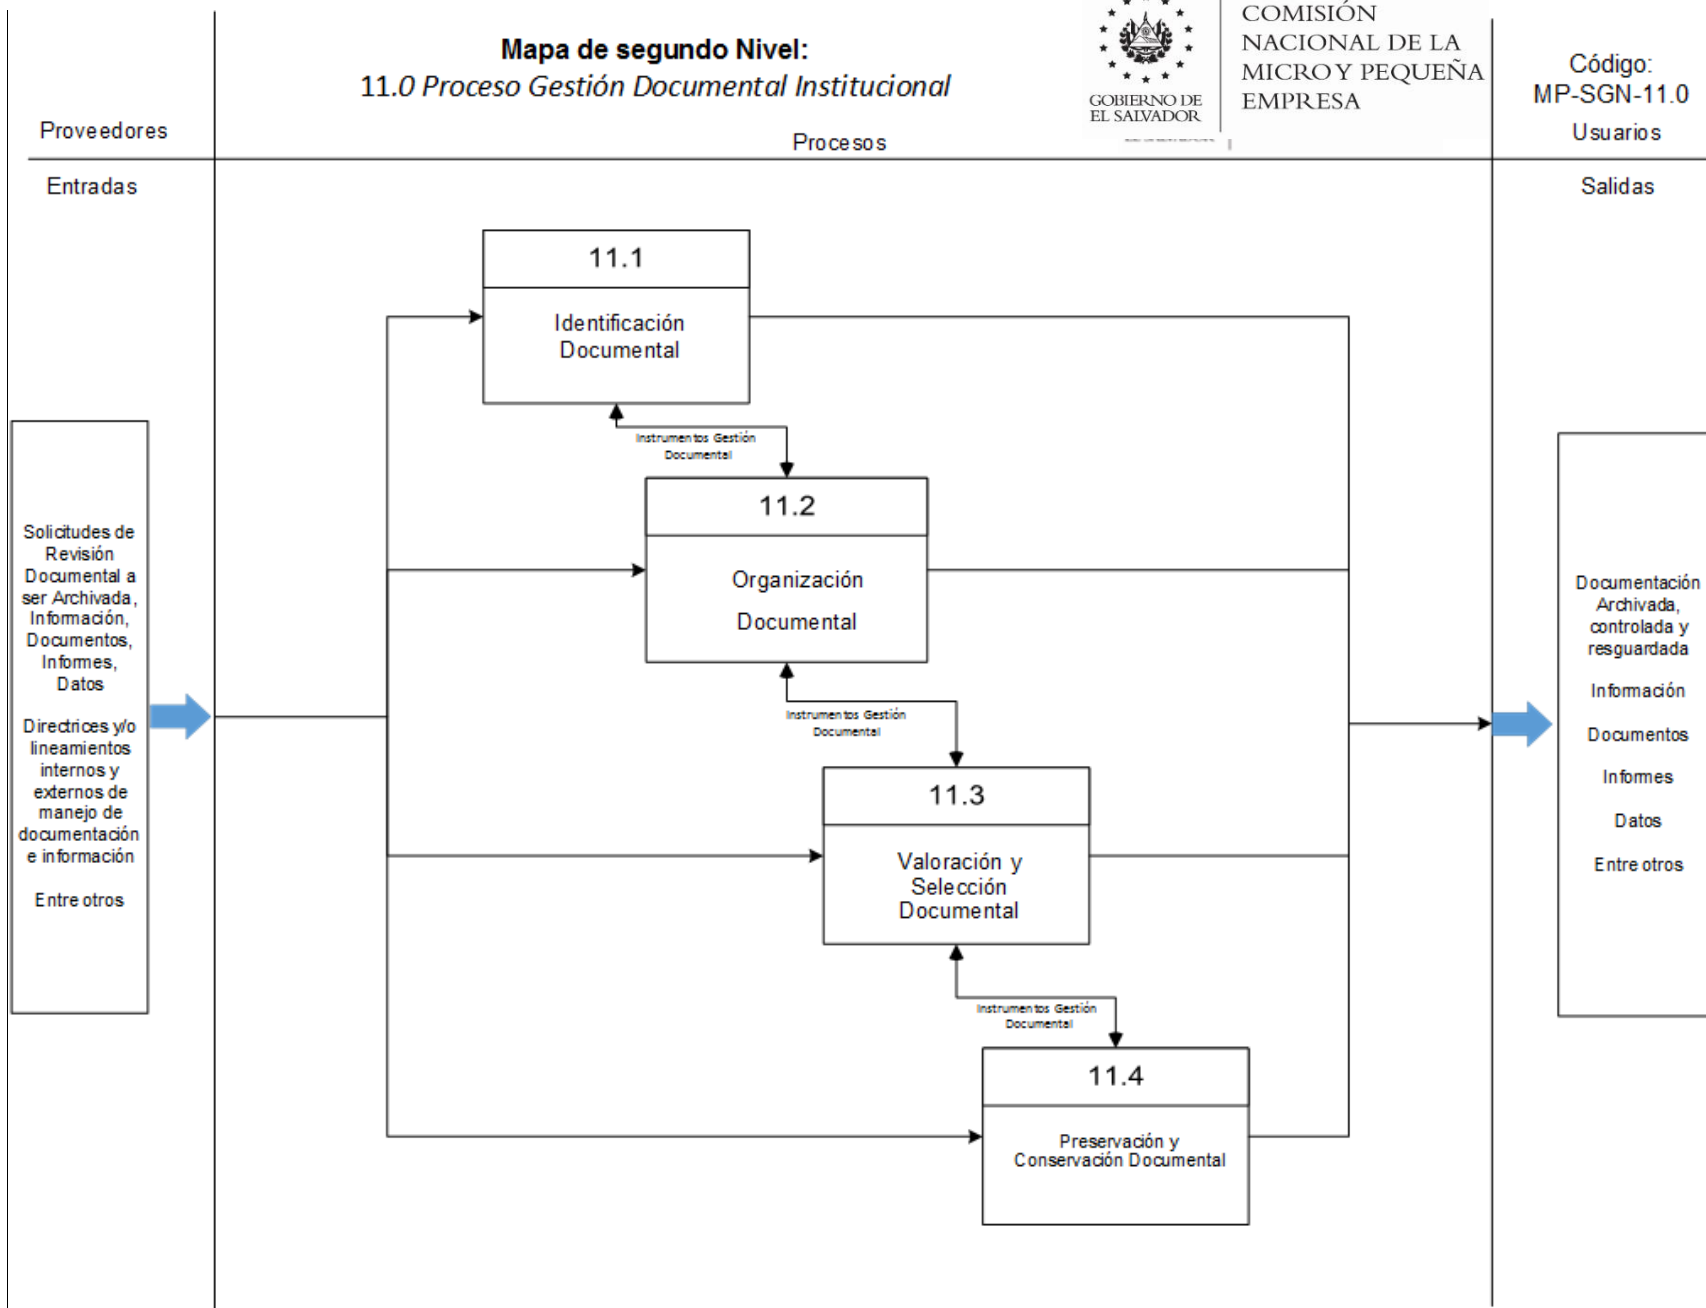 Mapa de segundo Nivel:
11.0 Proceso Gestión Documental Institucional
GOBIERNO DE
EL SALVADOR
COMISIÓN
NACIONAL DE LA
MICRO Y PEQUEÑA
EMPRESA
Código:
MP-SGN-11.0
Proveedores
Procesos
Usuarios
Entradas
Salidas
11.1
Identificación
Documental
Instrumentos Gestión
Documental
11.2
Organización
Documental
Instrumentos Gestión
Documental
11.3
Valoración y
Selección
Documental
Instrumentos Gestión
Documental
11.4
Preservación y
Conservación Documental
Solicitudes de
Revisión
Documental a
ser Archivada,
Información,
Documentos,
Informes,
Datos
Directrices y/o
lineamientos
internos y
externos de
manejo de
documentación
e información
Entre otros
Documentación
Archivada,
controlada y
resguardada
Información
Documentos
Informes
Datos
Entre otros